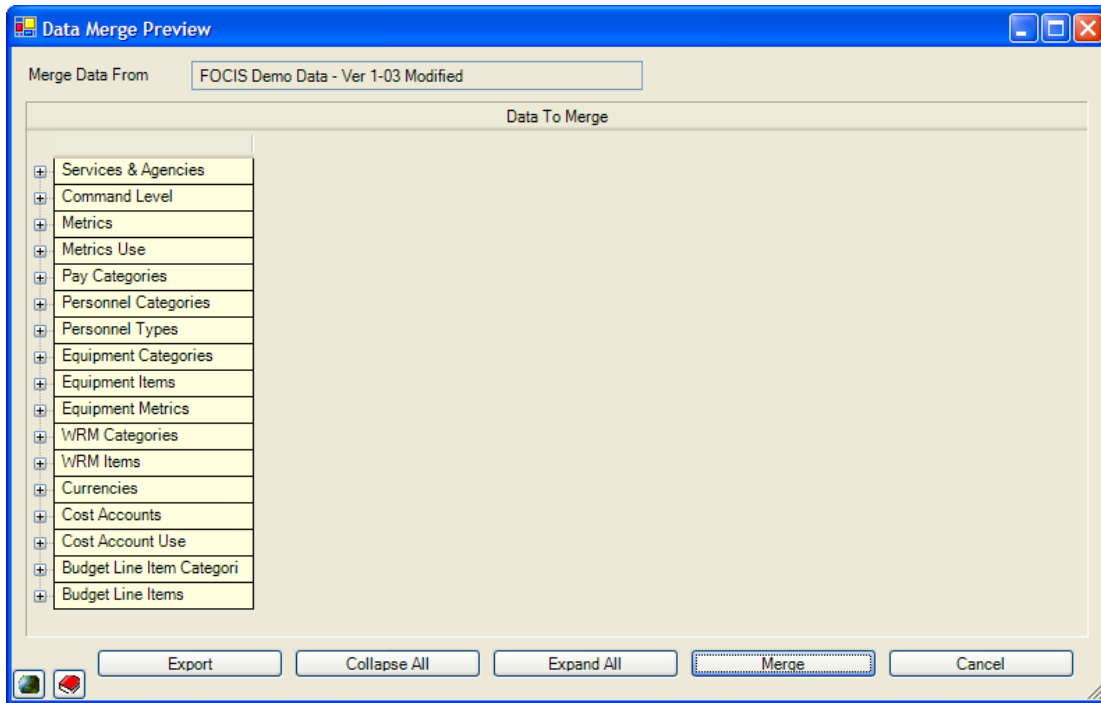 Data Merge Preview
Merge Data From FOCIS Demo Data - Ver 1-03 Modified
Data To Merge
Services & Agencies
Command Level
Metrics
Metrics Use
Pay Categories
Personnel Categories
Personnel Types
Equipment Categories
Equipment Items
Equipment Metrics
WRM Categories
WRM Items
Currencies
Cost Accounts
Cost Account Use
Budget Line Item Categori
Budget Line Items
Export Collapse All Expand All Merge Cancel